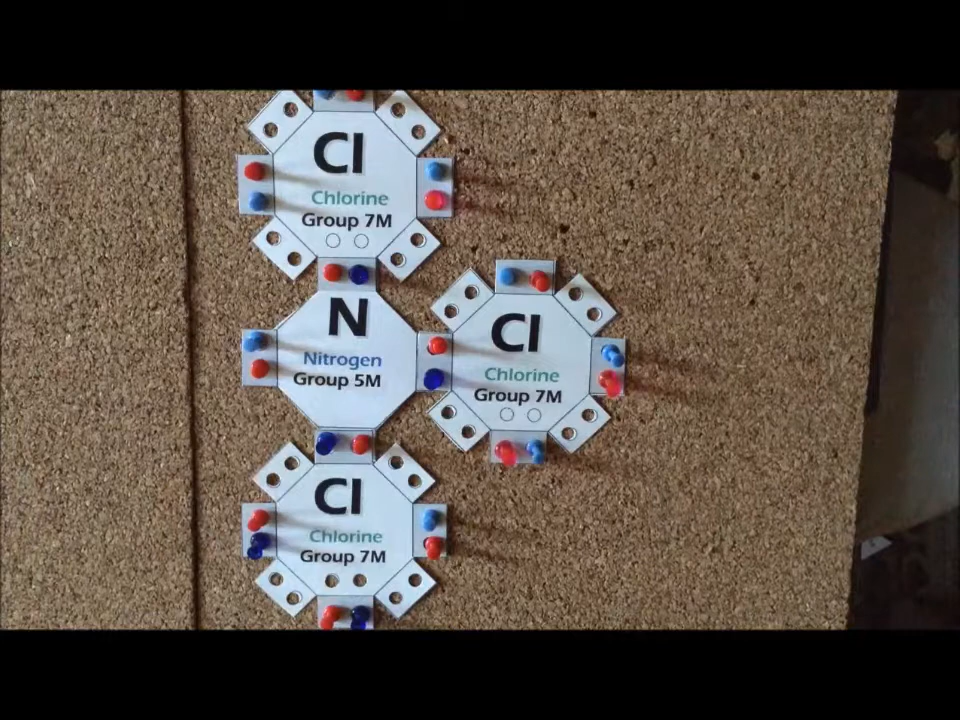 Cl
Chlorine
Group 7M
N
Nitrogen
Group 5M
Cl
Chlorine
Group 7M
Cl
Chlorine
Group 7M